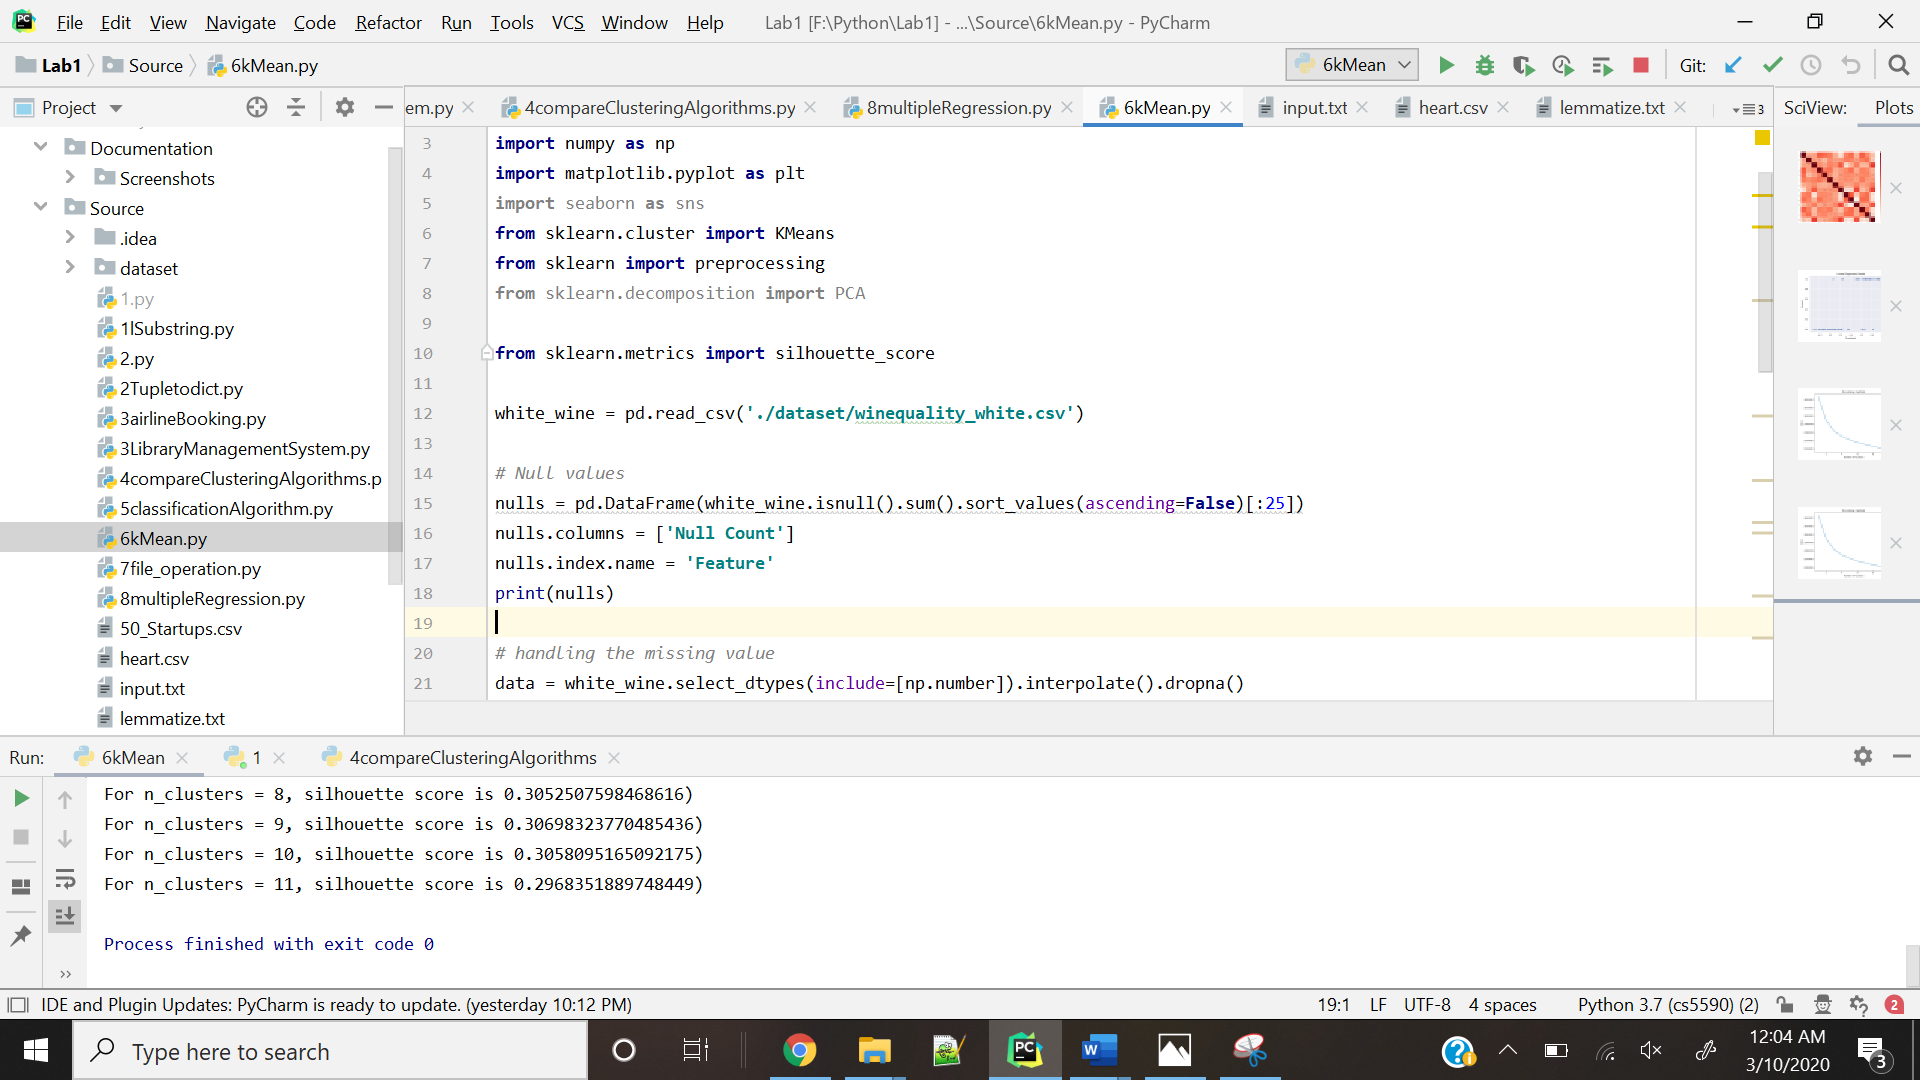 File Edit View Navigate Code Refactor Run Tools VCS Window Help Lab1 [F:\Python\Lab1] - ...\Source\6kMean.py - PyCharm
Lab1 Source 6kMean.py 6kMean Git:
Project em.py 4compareClusteringAlgorithms.py 8multipleRegression.py 6kMean.py input.txt heart.csv lemmatize.txt 3 SciView: Plots
Documentation
Screenshots
Source
.idea
dataset
1.py
1lSubstring.py
2.py
2Tupletodict.py
3airlineBooking.py
3LibraryManagementSystem.py
4compareClusteringAlgorithms.p
5classificationAlgorithm.py
6kMean.py
7file_operation.py
8multipleRegression.py
50_Startups.csv
heart.csv
input.txt
lemmatize.txt
3 import numpy as np
4 import matplotlib.pyplot as plt
5 import seaborn as sns
6 from sklearn.cluster import KMeans
7 from sklearn import preprocessing
8 from sklearn.decomposition import PCA
9
10 from sklearn.metrics import silhouette_score
11
12 white_wine = pd.read_csv('./dataset/winequality_white.csv')
13
14 # Null values
15 nulls = pd.DataFrame(white_wine.isnull().sum().sort_values(ascending=False)[:25])
16 nulls.columns = ['Null Count']
17 nulls.index.name = 'Feature'
18 print(nulls)
19
20 # handling the missing value
21 data = white_wine.select_dtypes(include=[np.number]).interpolate().dropna()
Run: 6kMean 1 4compareClusteringAlgorithms
For n_clusters = 8, silhouette score is 0.3052507598468616)
For n_clusters = 9, silhouette score is 0.30698323770485436)
For n_clusters = 10, silhouette score is 0.3058095165092175)
For n_clusters = 11, silhouette score is 0.2968351889748449)
Process finished with exit code 0
IDE and Plugin Updates: PyCharm is ready to update. (yesterday 10:12 PM) 19:1 LF UTF-8 4 spaces Python 3.7 (cs5590) (2) 2
Type here to search
12:04 AM
3/10/2020
3